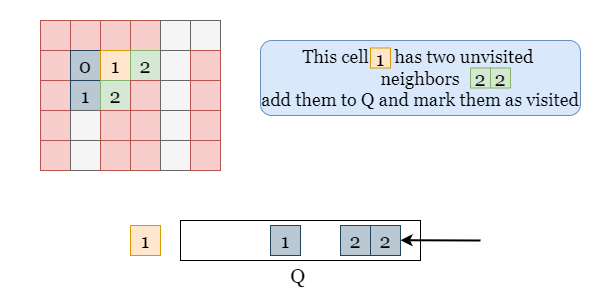 0 1 2
1 2
This cell 1 has two unvisited
neighbors 2 2
add them to Q and mark them as visited
1 1 2 2
Q